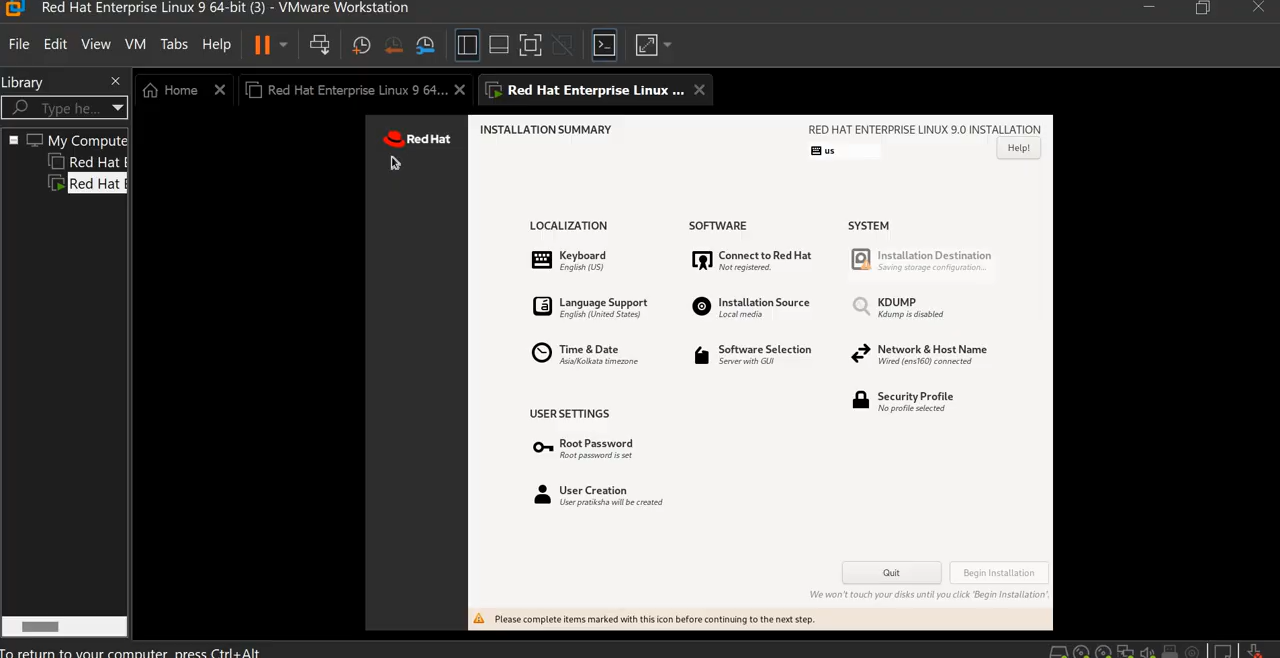 Red Hat Enterprise Linux 9 64-bit (3) - VMware Workstation
File Edit View VM Tabs Help
Library
Type he...
Home
Red Hat Enterprise Linux 9 64...
Red Hat Enterprise Linux ...
My Compute
Red Hat E
Red Hat E
Red Hat
INSTALLATION SUMMARY
RED HAT ENTERPRISE LINUX 9.0 INSTALLATION
us
Help!
LOCALIZATION
Keyboard
English (US)
Language Support
English (United States)
Time & Date
Asia/Kolkata timezone
SOFTWARE
Connect to Red Hat
Not registered.
Installation Source
Local media
Software Selection
Server with GUI
SYSTEM
Installation Destination
Saving storage configuration...
KDUMP
Kdump is disabled
Network & Host Name
Wired (ens160) connected
Security Profile
No profile selected
USER SETTINGS
Root Password
Root password is set
User Creation
User pratiksha will be created
Quit
Begin Installation
We won't touch your disks until you click 'Begin Installation'.
Please complete items marked with this icon before continuing to the next step.
To return to your computer, press Ctrl+Alt.